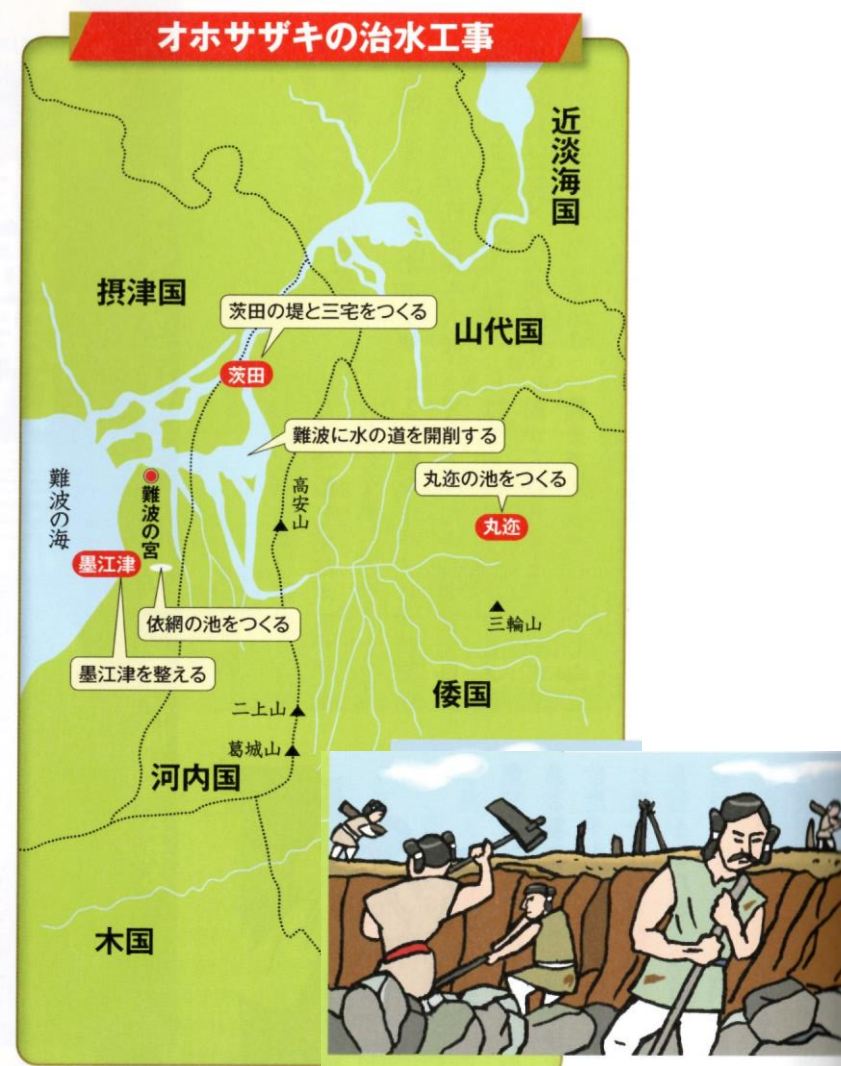 オホサザキの治水工事
近淡海国
摂津国
茨田の堤と三宅をつくる
山代国
茨田
難波に水の道を開削する
丸迩の池をつくる
難波の海
難波の宮
高安山
丸迩
墨江津
依網の池をつくる
三輪山
墨江津を整える
倭国
二上山
葛城山
河内国
木国